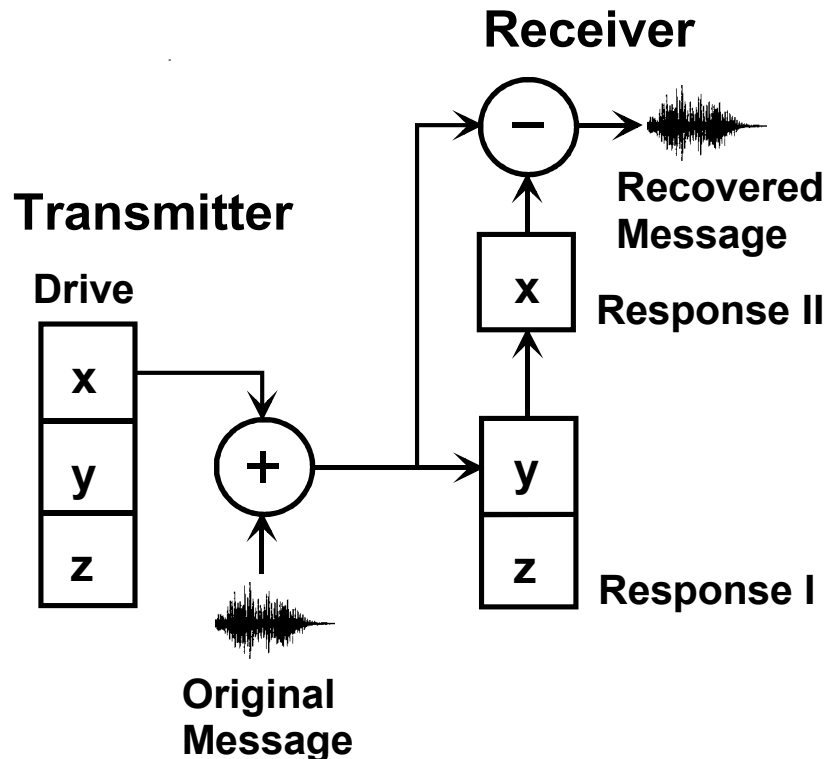 Receiver
−
Recovered
Message
Transmitter
Drive
x
Response II
x
+
y
y
z
z
Response I
Original
Message